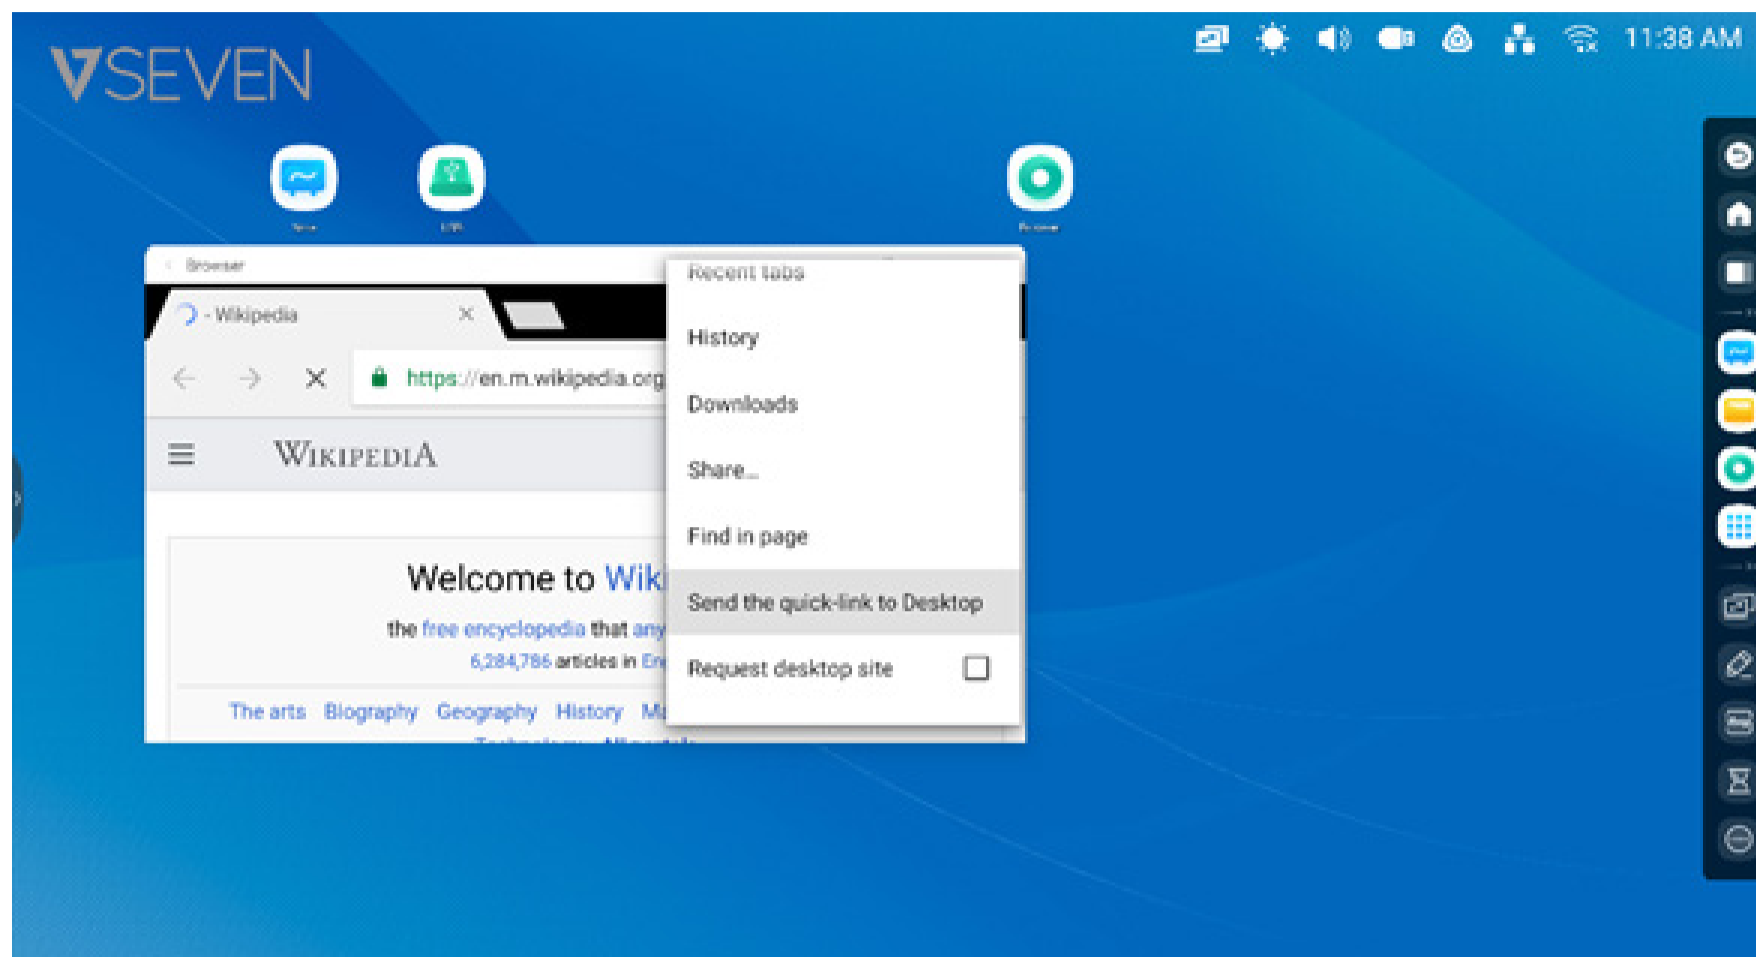 VSEVEN
11:38 AM
Browser
- Wikipedia
https://en.m.wikipedia.org
WIKIPEDIA
Welcome to Wiki
the free encyclopedia that any
6,284,786 articles in En
The arts Biography Geography History Ma
Recent tabs
History
Downloads
Share...
Find in page
Send the quick-link to Desktop
Request desktop site